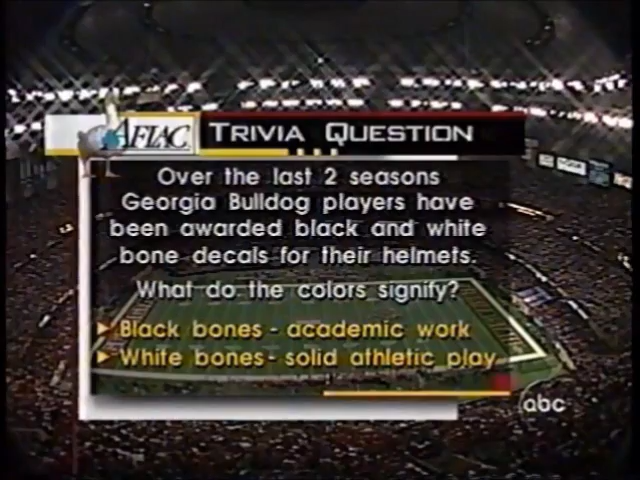 AFLAC TRIVIA QUESTION
Over the last 2 seasons
Georgia Bulldog players have
been awarded black and white
bone decals for their helmets.
What do the colors signify?
Black bones - academic work
White bones - solid athletic play
abc